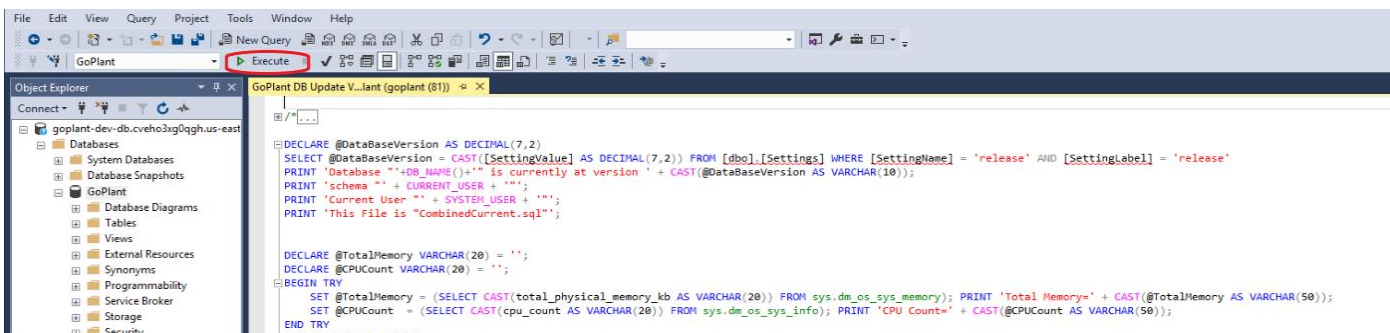 File Edit View Query Project Tools Window Help
New Query
GoPlant Execute
Object Explorer
GoPlant DB Update V...lant (goplant (81))
Connect
goplant-dev-db.cveho3xg0qgh.us-east
Databases
System Databases
Database Snapshots
GoPlant
Database Diagrams
Tables
Views
External Resources
Synonyms
Programmability
Service Broker
Storage
Security
/*...
DECLARE @DataBaseVersion AS DECIMAL(7,2)
SELECT @DataBaseVersion = CAST([SettingValue] AS DECIMAL(7,2)) FROM [dbo].[Settings] WHERE [SettingName] = 'release' AND [SettingLabel] = 'release'
PRINT 'Database "'+DB_NAME()+'" is currently at version ' + CAST(@DataBaseVersion AS VARCHAR(10));
PRINT 'schema "' + CURRENT_USER + '"';
PRINT 'Current User "' + SYSTEM_USER + '"';
PRINT 'This File is "CombinedCurrent.sql"';
DECLARE @TotalMemory VARCHAR(20) = '';
DECLARE @CPUCount VARCHAR(20) = '';
BEGIN TRY
SET @TotalMemory = (SELECT CAST(total_physical_memory_kb AS VARCHAR(20)) FROM sys.dm_os_sys_memory); PRINT 'Total Memory=' + CAST(@TotalMemory AS VARCHAR(50));
SET @CPUCount = (SELECT CAST(cpu_count AS VARCHAR(20)) FROM sys.dm_os_sys_info); PRINT 'CPU Count=' + CAST(@CPUCount AS VARCHAR(50));
END TRY